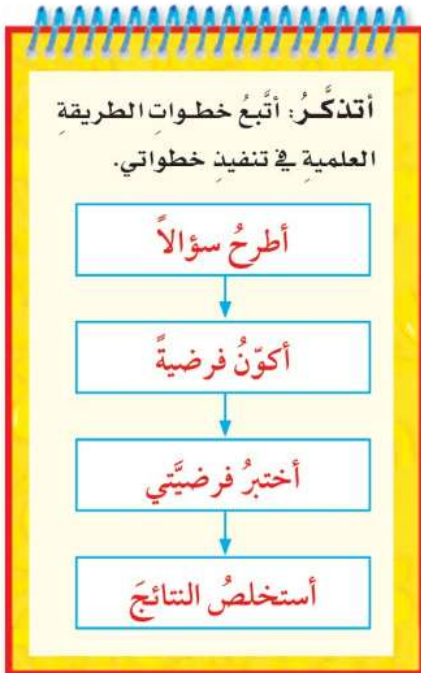 أتذكَّرُ: أتَّبعُ خطواتِ الطريقةِ
العلميةِ في تنفيذِ خطواتي.
أطرحُ سؤالاً
أكوّنُ فرضيةً
أختبرُ فرضيَّتي
أستخلصُ النتائجَ